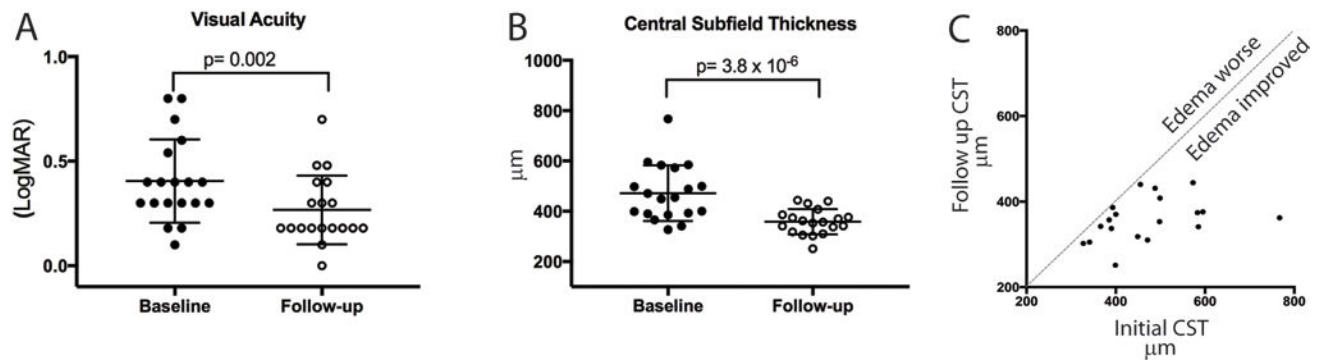 A
Visual Acuity
p= 0.002
1.0
0.5
0.0
(LogMAR)
Baseline
Follow-up
B
Central Subfield Thickness
p= 3.8 x 10-6
1000
800
600
400
200
μm
Baseline
Follow-up
C
800
600
400
200
Follow up CST
μm
Edema worse
Edema improved
200
400
600
800
Initial CST
μm